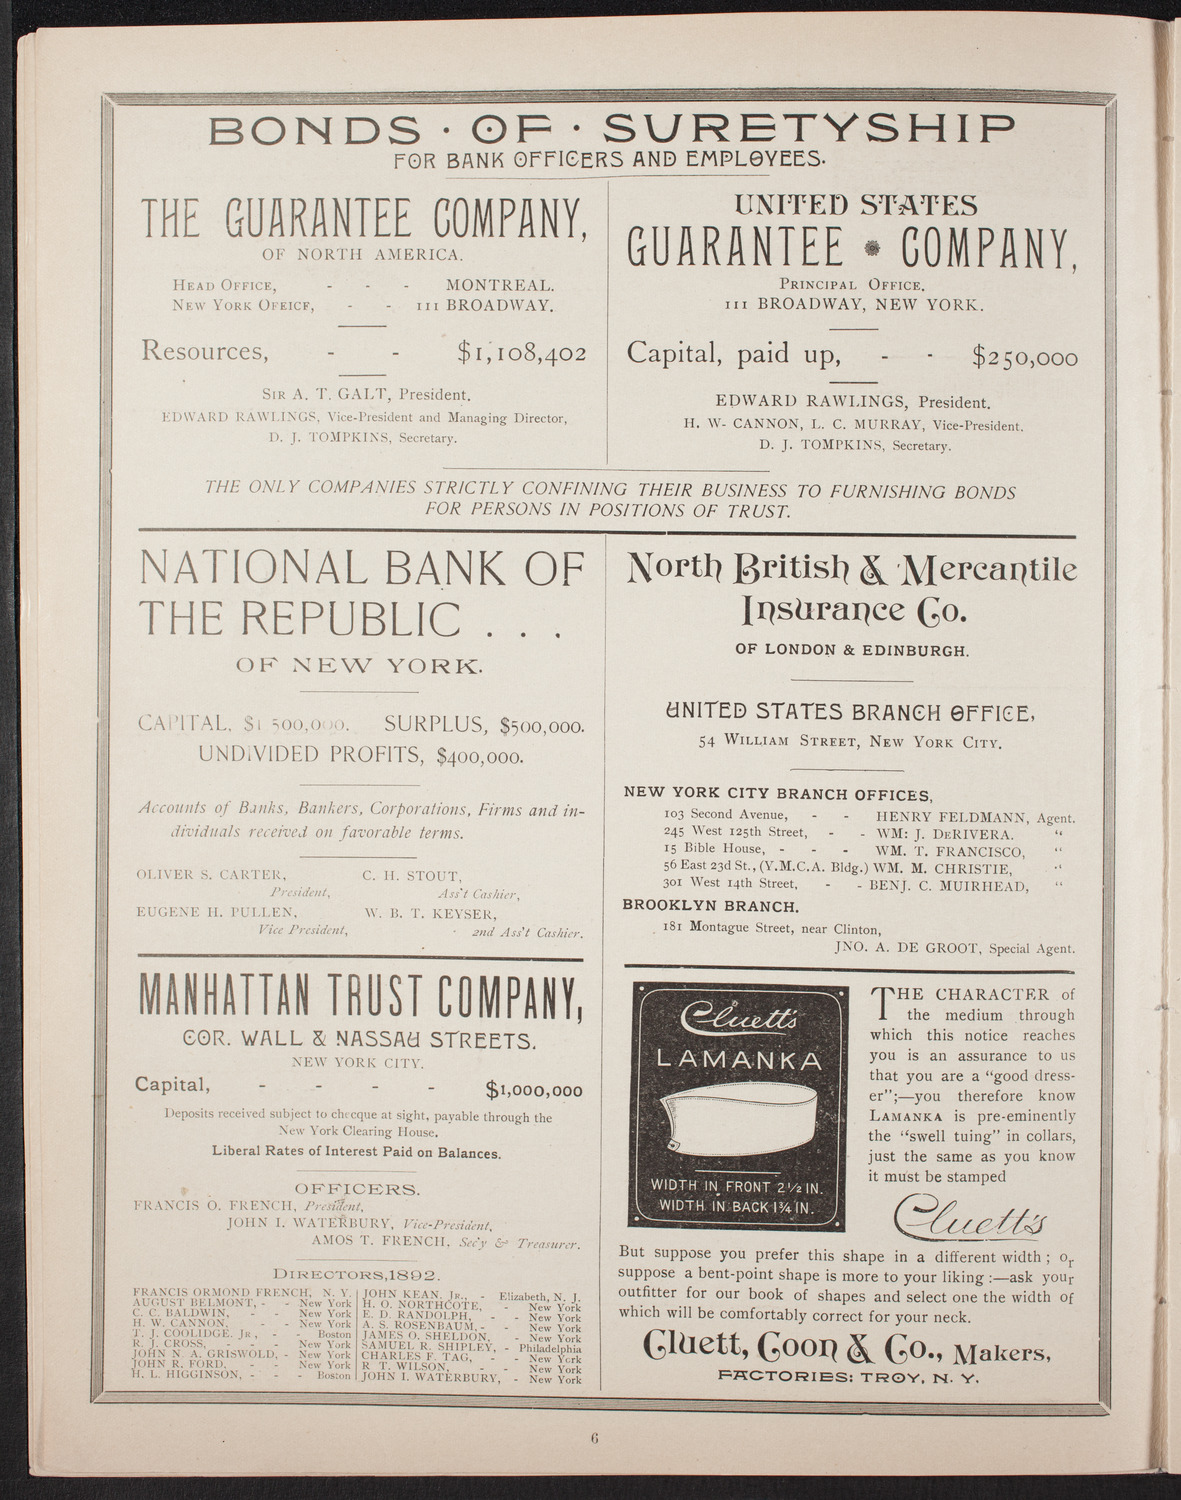 BONDS · OF · SURETYSHIP
FOR BANK OFFICERS AND EMPLOYEES.
THE GUARANTEE COMPANY,
OF NORTH AMERICA.
HEAD OFFICE, - - - MONTREAL.
NEW YORK OFEICF, - - 111 BROADWAY.
Resources, - - $1,108,402
SIR A. T. GALT, President.
EDWARD RAWLINGS, Vice-President and Managing Director,
D. J. TOMPKINS, Secretary.
UNITED STATES
GUARANTEE COMPANY,
PRINCIPAL OFFICE.
111 BROADWAY, NEW YORK.
Capital, paid up, - - $250,000
EDWARD RAWLINGS, President.
H. W- CANNON, L. C. MURRAY, Vice-President.
D. J. TOMPKINS, Secretary.
THE ONLY COMPANIES STRICTLY CONFINING THEIR BUSINESS TO FURNISHING BONDS
FOR PERSONS IN POSITIONS OF TRUST.
NATIONAL BANK OF
THE REPUBLIC . . .
OF NEW YORK.
CAPITAL, $1 500,000. SURPLUS, $500,000.
UNDIVIDED PROFITS, $400,000.
Accounts of Banks, Bankers, Corporations, Firms and in-
dividuals received on favorable terms.
OLIVER S. CARTER, C. H. STOUT,
President, Ass't Cashier,
EUGENE H. PULLEN, W. B. T. KEYSER,
Vice President, 2nd Ass't Cashier.
MANHATTAN TRUST COMPANY,
COR. WALL & NASSAU STREETS.
NEW YORK CITY.
Capital, - - - - $1,000,000
Deposits received subject to checque at sight, payable through the
New York Clearing House.
Liberal Rates of Interest Paid on Balances.
OFFICERS.
FRANCIS O. FRENCH, President,
JOHN I. WATERBURY, Vice-President,
AMOS T. FRENCH, Sec'y & Treasurer.
DIRECTORS, 1892.
FRANCIS ORMOND FRENCH, N. Y.
AUGUST BELMONT, - - New York
C. C. BALDWIN, - - New York
H. W. CANNON, - - New York
T. J. COOLIDGE. JR, - - Boston
R. J. CROSS, - - - New York
JOHN N. A. GRISWOLD, - New York
JOHN R. FORD, - - New York
H. L. HIGGINSON, - - - Boston
JOHN KEAN, JR., - Elizabeth, N. J.
H. O. NORTHCOTE, - New York
E. D. RANDOLPH, - - New York
A. S. ROSENBAUM, - - New York
JAMES O. SHELDON, - - New York
SAMUEL R. SHIPLEY, - Philadelphia
CHARLES F. TAG, - - New York
R T. WILSON, - - New York
JOHN I. WATERBURY, - New York
North British & Mercantile
Insurance Co.
OF LONDON & EDINBURGH.
UNITED STATES BRANCH OFFICE,
54 WILLIAM STREET, NEW YORK CITY.
NEW YORK CITY BRANCH OFFICES,
103 Second Avenue, - - HENRY FELDMANN, Agent.
245 West 125th Street, - - WM: J. DERIVERA. "
15 Bible House, - - - WM. T. FRANCISCO, "
56 East 23d St., (Y.M.C.A. Bldg.) WM. M. CHRISTIE, "
301 West 14th Street, - - BENJ. C. MUIRHEAD, "
BROOKLYN BRANCH.
181 Montague Street, near Clinton,
JNO. A. DE GROOT, Special Agent.
Cluett's
LAMANKA
WIDTH IN FRONT 2½ IN.
WIDTH IN BACK 1¾ IN.
THE CHARACTER of
the medium through
which this notice reaches
you is an assurance to us
that you are a "good dress-
er";—you therefore know
LAMANKA is pre-eminently
the "swell tuing" in collars,
just the same as you know
it must be stamped
Cluett's
But suppose you prefer this shape in a different width ; or
suppose a bent-point shape is more to your liking :—ask your
outfitter for our book of shapes and select one the width of
which will be comfortably correct for your neck.
Cluett, Coon & Co., Makers,
FACTORIES: TROY, N. Y.
6